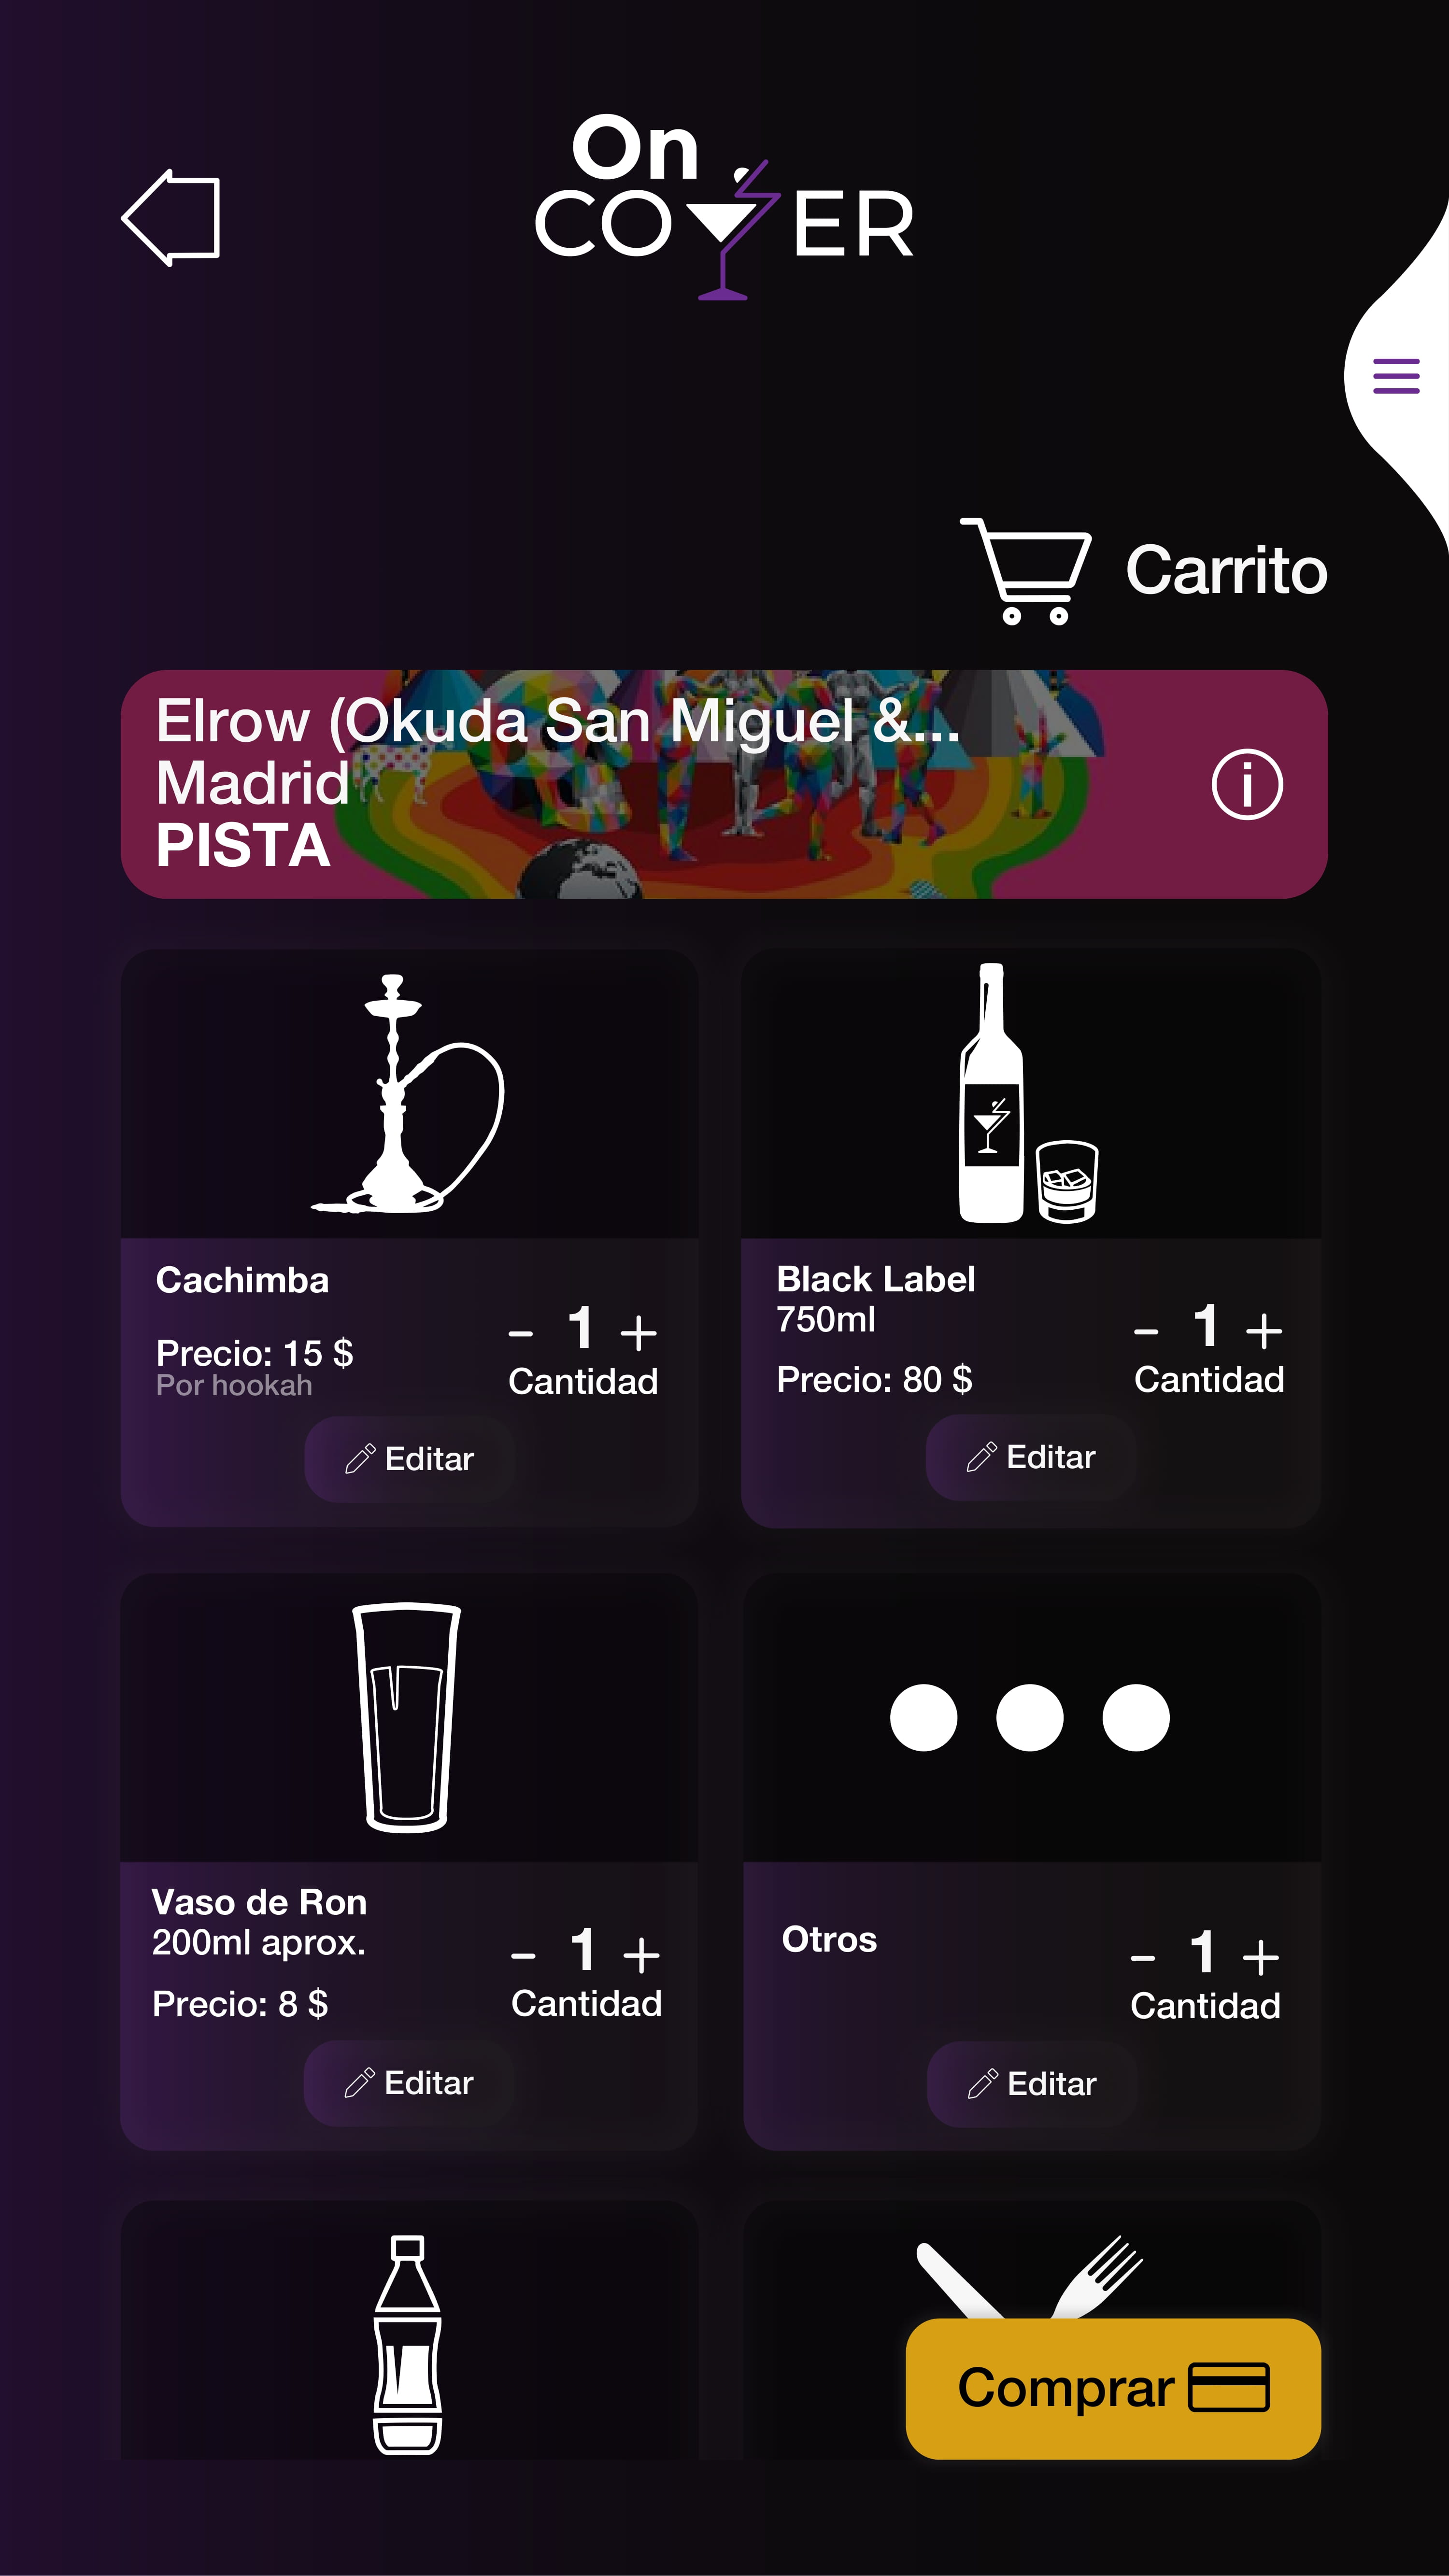 On
COVER
Carrito
Elrow (Okuda San Miguel &...
Madrid
PISTA
Cachimba
Precio: 15 $
Por hookah
- 1 +
Cantidad
Editar
Black Label
750ml
Precio: 80 $
- 1 +
Cantidad
Editar
Vaso de Ron
200ml aprox.
Precio: 8 $
- 1 +
Cantidad
Editar
Otros
- 1 +
Cantidad
Editar
Comprar